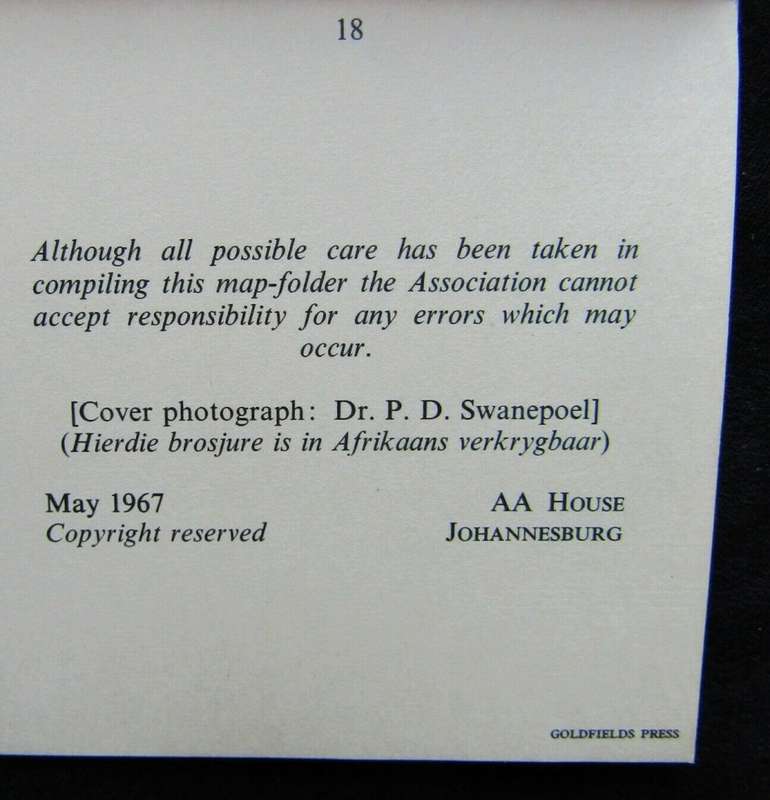 18
Although all possible care has been taken in
compiling this map-folder the Association cannot
accept responsibility for any errors which may
occur.
[Cover photograph: Dr. P. D. Swanepoel]
(Hierdie brosjure is in Afrikaans verkrygbaar)
May 1967 AA HOUSE
Copyright reserved JOHANNESBURG
GOLDFIELDS PRESS